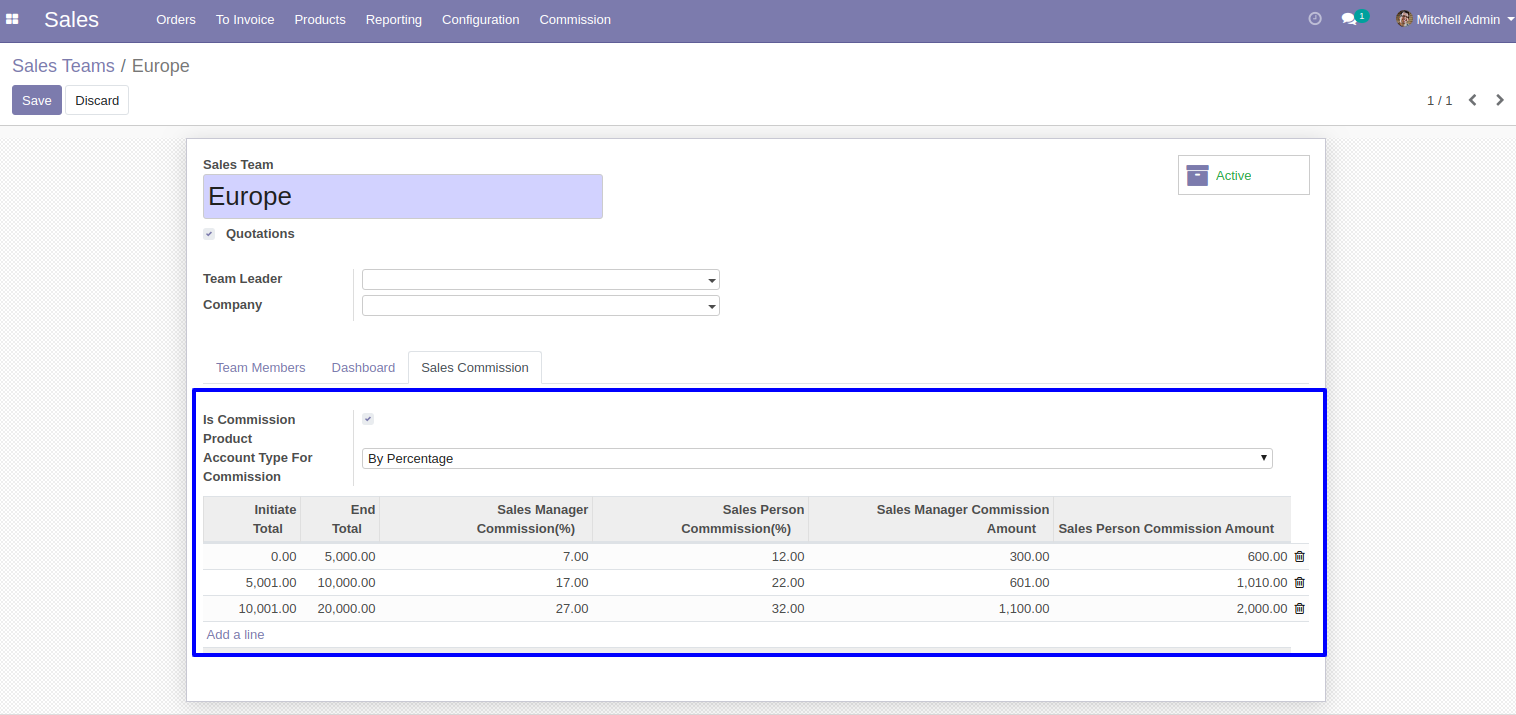 Sales Orders To Invoice Products Reporting Configuration Commission 1 Mitchell Admin
Sales Teams / Europe
Save Discard 1 / 1
Sales Team
Europe
Active
Quotations
Team Leader
Company
Team Members Dashboard Sales Commission
Is Commission
Product
Account Type For
Commission
By Percentage
Initiate Total End Total Sales Manager Commission(%) Sales Person Commmission(%) Sales Manager Commission Amount Sales Person Commission Amount
0.00 5,000.00 7.00 12.00 300.00 600.00
5,001.00 10,000.00 17.00 22.00 601.00 1,010.00
10,001.00 20,000.00 27.00 32.00 1,100.00 2,000.00
Add a line